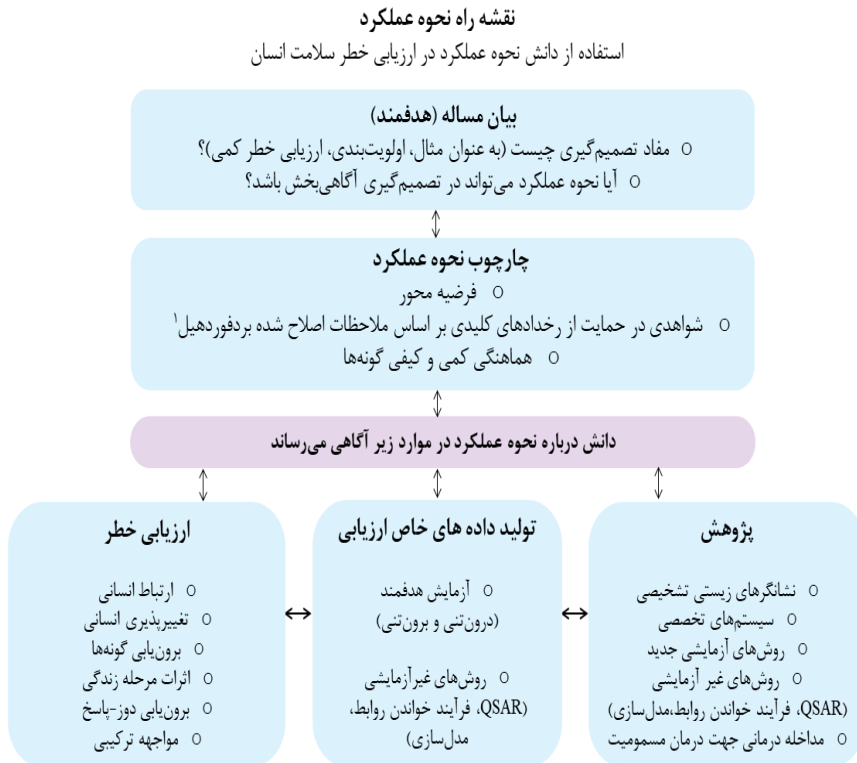 نقشه راه نحوه عملکرد
استفاده از دانش نحوه عملکرد در ارزیابی خطر سلامت انسان
بیان مساله (هدفمند)
o مفاد تصمیم‌گیری چیست (به عنوان مثال، اولویت‌بندی، ارزیابی خطر کمی)؟
o آیا نحوه عملکرد می‌تواند در تصمیم‌گیری آگاهی‌بخش باشد؟
چارچوب نحوه عملکرد
o فرضیه محور
o شواهدی در حمایت از رخدادهای کلیدی بر اساس ملاحظات اصلاح شده بردفوردهیل۱
o هماهنگی کمی و کیفی گونه‌ها
دانش درباره نحوه عملکرد در موارد زیر آگاهی می‌رساند
پژوهش
o نشانگرهای زیستی تشخیصی
o سیستم‌های تخصصی
o روش‌های آزمایشی جدید
o روش‌های غیر آزمایشی
(QSAR، فرآیند خواندن روابط،مدل‌سازی)
o مداخله درمانی جهت درمان مسمومیت
تولید داده های خاص ارزیابی
o آزمایش هدفمند
(درون‌تنی و برون‌تنی)
o روش‌های غیرآزمایشی
(QSAR، فرآیند خواندن روابط،
مدل‌سازی)
ارزیابی خطر
o ارتباط انسانی
o تغییرپذیری انسانی
o برون‌یابی گونه‌ها
o اثرات مرحله زندگی
o برون‌یابی دوز-پاسخ
o مواجهه ترکیبی